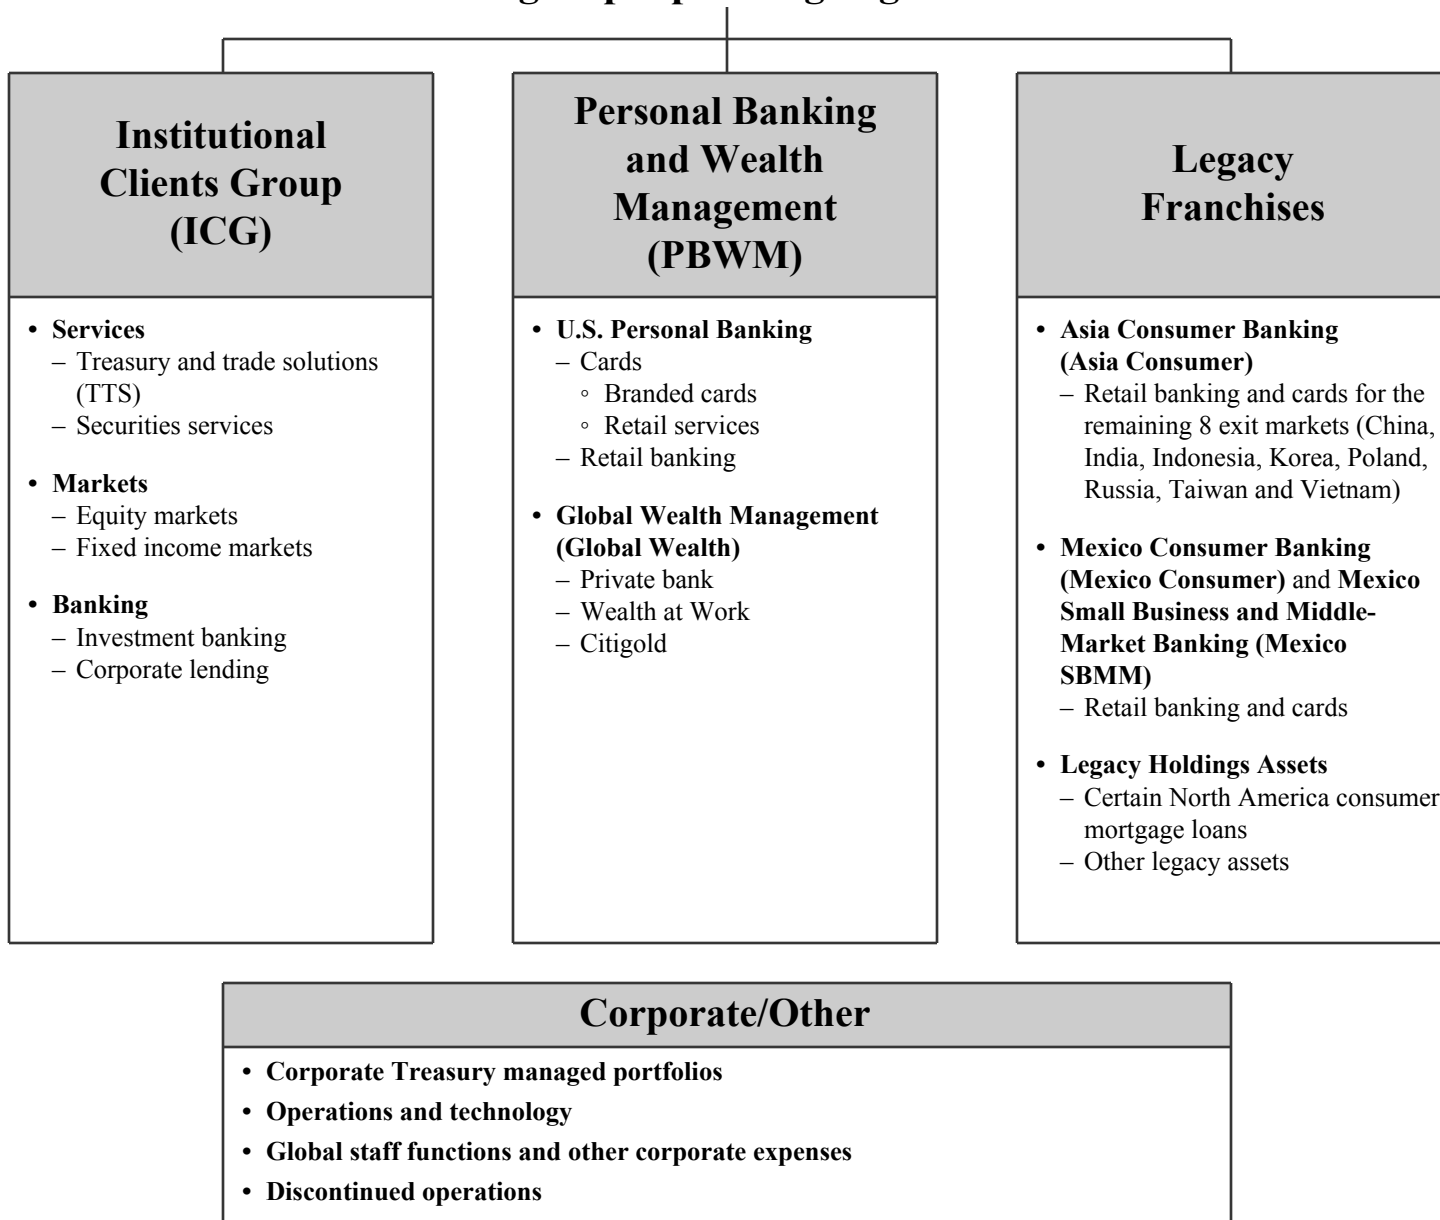 Institutional
Clients Group
(ICG)
• Services
– Treasury and trade solutions
(TTS)
– Securities services
• Markets
– Equity markets
– Fixed income markets
• Banking
– Investment banking
– Corporate lending
Personal Banking
and Wealth
Management
(PBWM)
• U.S. Personal Banking
– Cards
◦ Branded cards
◦ Retail services
– Retail banking
• Global Wealth Management
(Global Wealth)
– Private bank
– Wealth at Work
– Citigold
Legacy
Franchises
• Asia Consumer Banking
(Asia Consumer)
– Retail banking and cards for the
remaining 8 exit markets (China,
India, Indonesia, Korea, Poland,
Russia, Taiwan and Vietnam)
• Mexico Consumer Banking
(Mexico Consumer) and Mexico
Small Business and Middle-
Market Banking (Mexico
SBMM)
– Retail banking and cards
• Legacy Holdings Assets
– Certain North America consumer
mortgage loans
– Other legacy assets
Corporate/Other
• Corporate Treasury managed portfolios
• Operations and technology
• Global staff functions and other corporate expenses
• Discontinued operations